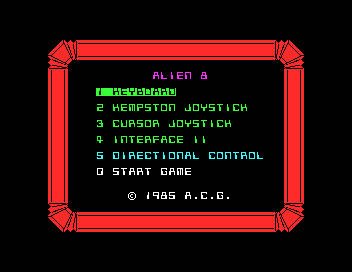 ALIEN 8
1 KEYBOARD
2 KEMPSTON JOYSTICK
3 CURSOR JOYSTICK
4 INTERFACE II
5 DIRECTIONAL CONTROL
0 START GAME
© 1985 A.C.G.